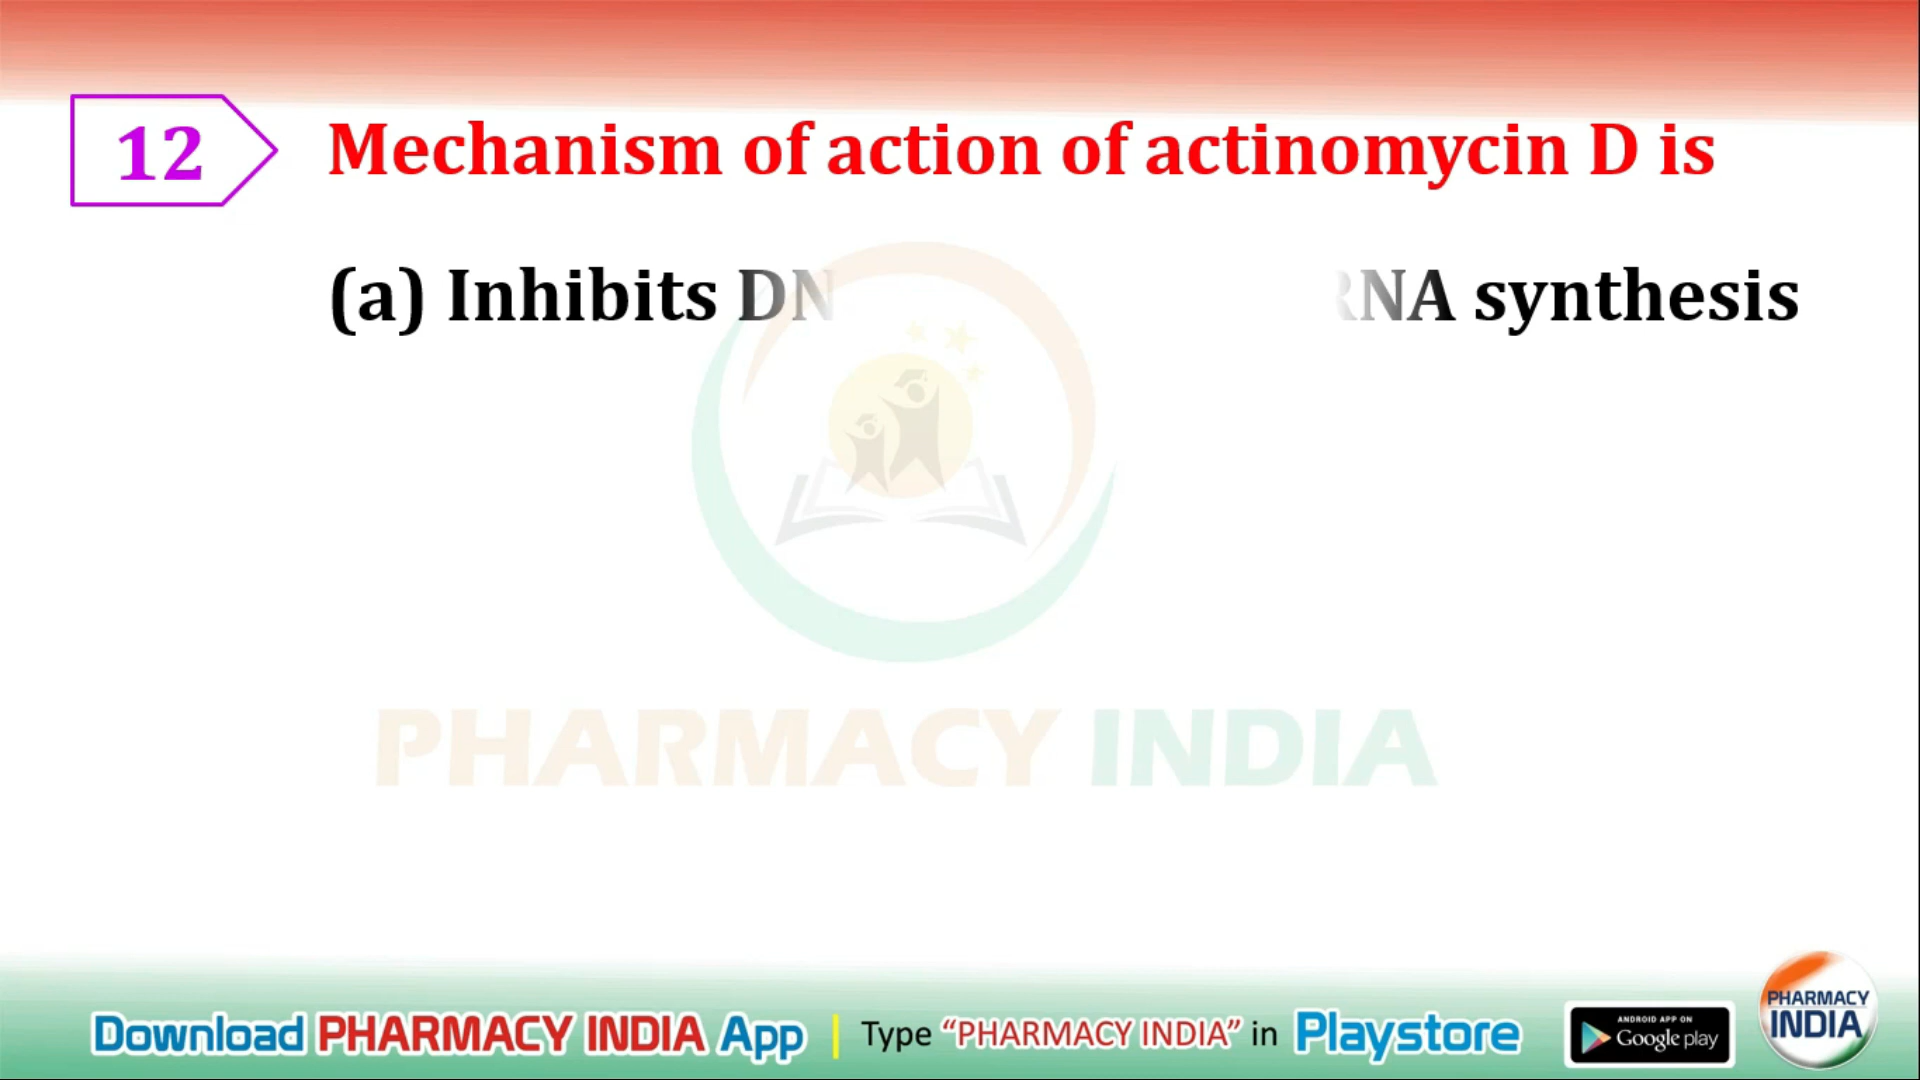 12
Mechanism of action of actinomycin D is
(a) Inhibits DN RNA synthesis
PHARMACY INDIA
Download PHARMACY INDIA App | Type “PHARMACY INDIA” in Playstore
ANDROID APP ON
Google play
PHARMACY
INDIA